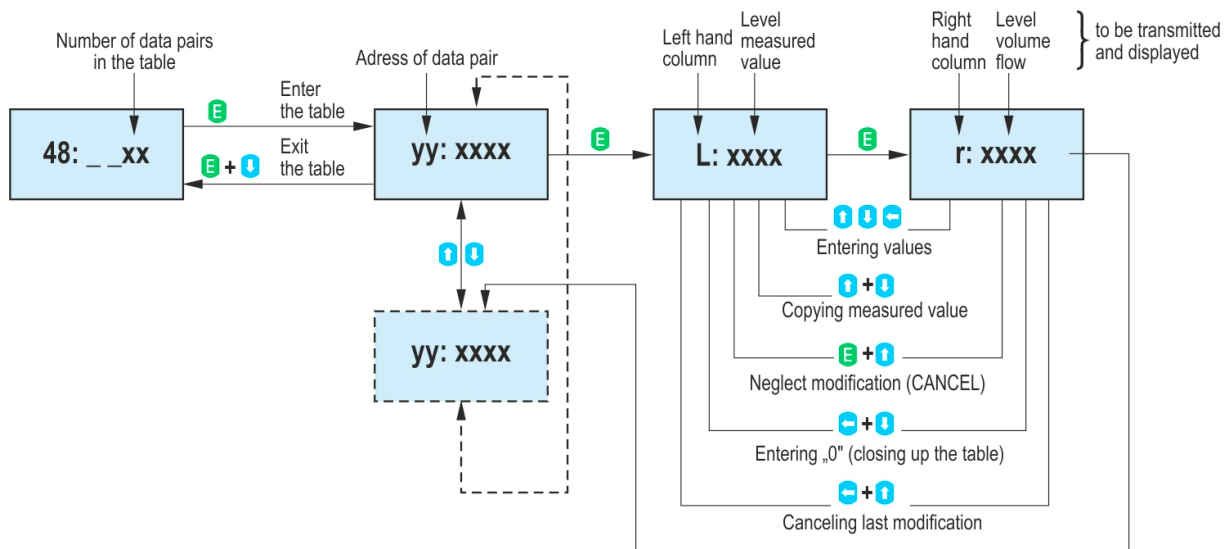 Number of data pairs
in the table
Adress of data pair
Left hand
column
Level
measured
value
Right
hand
column
Level
volume
flow
to be transmitted
and displayed
48: _ _xx
E
Enter
the table
E + ↓
Exit
the table
yy: xxxx
E
L: xxxx
E
r: xxxx
↑ ↓
yy: xxxx
↑ ↓ ←
Entering values
↑ + ↓
Copying measured value
E + ↑
Neglect modification (CANCEL)
← + ↓
Entering „0" (closing up the table)
← + ↑
Canceling last modification